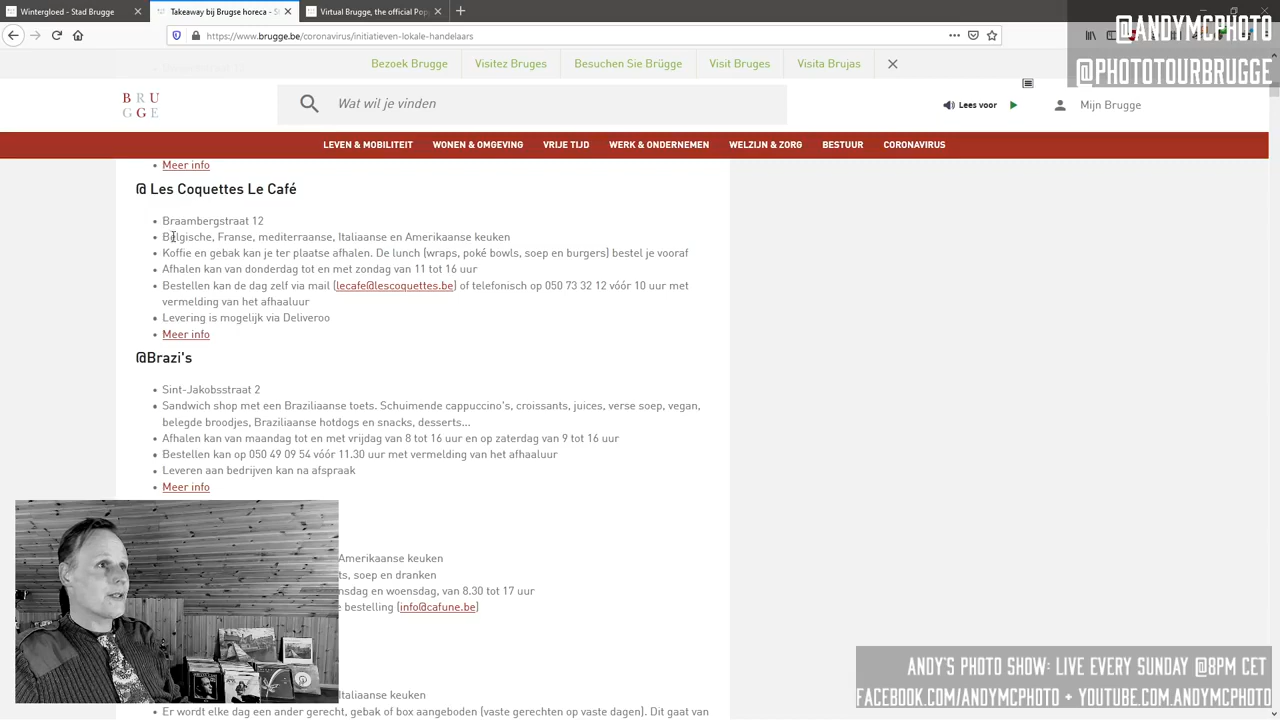 Wintergloed - Stad Brugge
Takeaway bij Brugse horeca - S
Virtual Brugge, the official Pop
https://www.brugge.be/coronavirus/initiatieven-lokale-handelaars
@ANDYMCPHOTO
@PHOTOTOURBRUGGE
Bezoek Brugge
Visitez Bruges
Besuchen Sie Brügge
Visit Bruges
Visita Brujas
BRU
GGE
Wat wil je vinden
Lees voor
Mijn Brugge
LEVEN & MOBILITEIT
WONEN & OMGEVING
VRIJE TIJD
WERK & ONDERNEMEN
WELZIJN & ZORG
BESTUUR
CORONAVIRUS
Meer info
@ Les Coquettes Le Café
• Braambergstraat 12
• Belgische, Franse, mediterraanse, Italiaanse en Amerikaanse keuken
• Koffie en gebak kan je ter plaatse afhalen. De lunch (wraps, poké bowls, soep en burgers) bestel je vooraf
• Afhalen kan van donderdag tot en met zondag van 11 tot 16 uur
• Bestellen kan de dag zelf via mail (lecafe@lescoquettes.be) of telefonisch op 050 73 32 12 vóór 10 uur met
vermelding van het afhaaluur
• Levering is mogelijk via Deliveroo
• Meer info
@Brazi's
• Sint-Jakobsstraat 2
• Sandwich shop met een Braziliaanse toets. Schuimende cappuccino's, croissants, juices, verse soep, vegan,
belegde broodjes, Braziliaanse hotdogs en snacks, desserts...
• Afhalen kan van maandag tot en met vrijdag van 8 tot 16 uur en op zaterdag van 9 tot 16 uur
• Bestellen kan op 050 49 09 54 vóór 11.30 uur met vermelding van het afhaaluur
• Leveren aan bedrijven kan na afspraak
• Meer info
Amerikaanse keuken
ts, soep en dranken
nsdag en woensdag, van 8.30 tot 17 uur
e bestelling (info@cafune.be)
Italiaanse keuken
• Er wordt elke dag een ander gerecht, gebak of box aangeboden (vaste gerechten op vaste dagen). Dit gaat van
ANDY'S PHOTO SHOW: LIVE EVERY SUNDAY @8PM CET
FACEBOOK.COM/ANDYMCPHOTO + YOUTUBE.COM.ANDYMCPHOTO